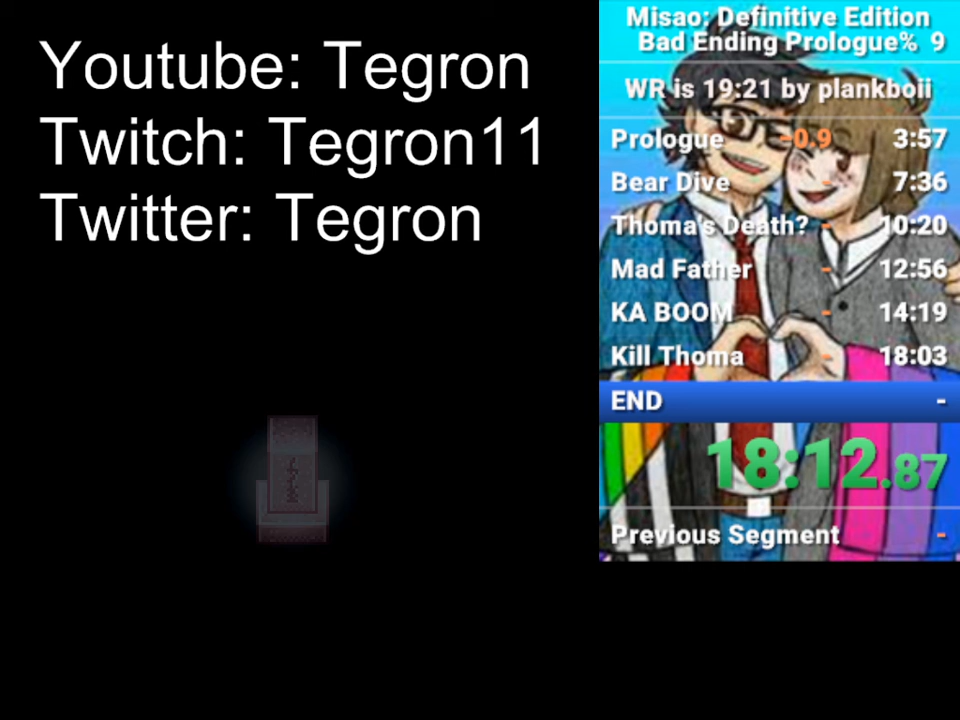 Youtube: Tegron
Twitch: Tegron11
Twitter: Tegron
Misao: Definitive Edition
Bad Ending Prologue% 9
WR is 19:21 by plankboii
Prologue -0.9 3:57
Bear Dive - 7:36
Thoma's Death? - 10:20
Mad Father - 12:56
KA BOOM - 14:19
Kill Thoma - 18:03
END -
18:12.87
Previous Segment -